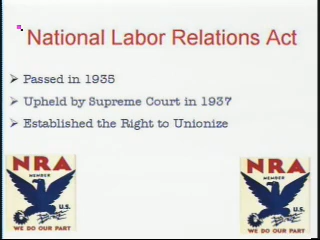 National Labor Relations Act
Passed in 1935
Upheld by Supreme Court in 1937
Established the Right to Unionize
NRA
MEMBER
U.S.
WE DO OUR PART
NRA
MEMBER
U.S.
WE DO OUR PART